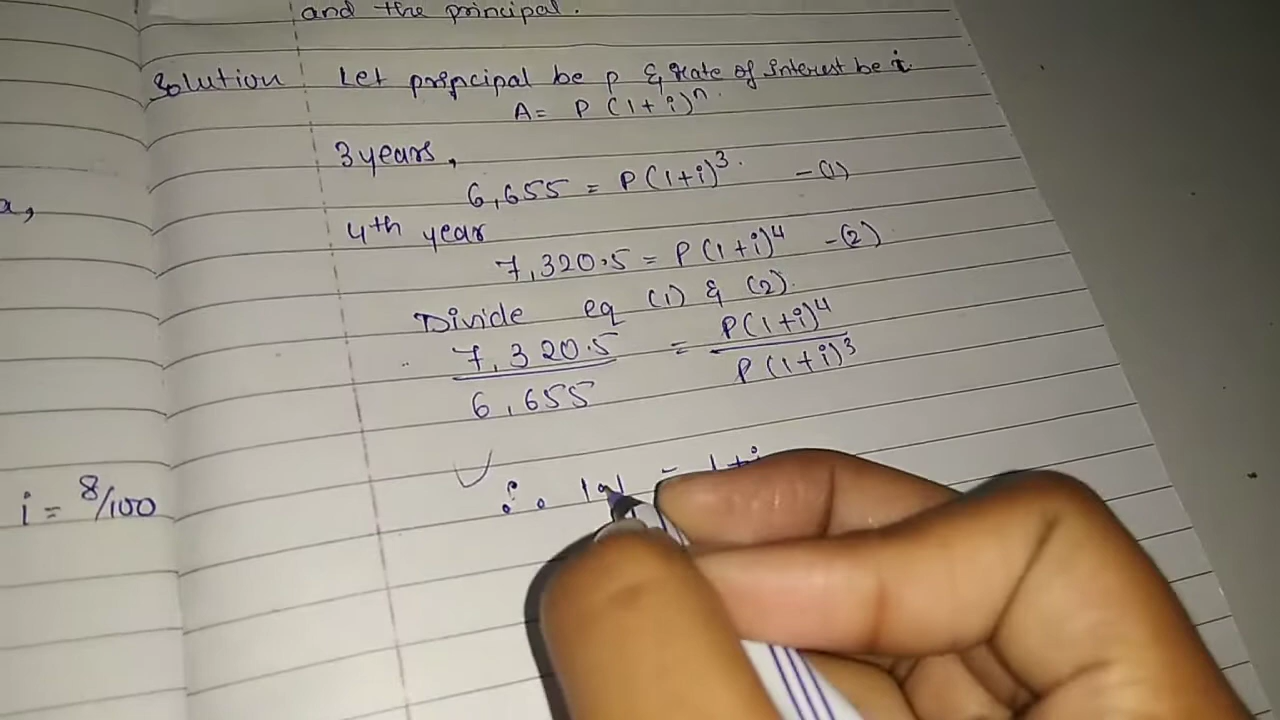 and the principal.
Solution Let principal be p & rate of interest be i.
A = P (1 + i)^n.
3 years,
6,655 = P(1+i)^3. -(1)
4th year
7,320.5 = P(1+i)^4 -(2)
Divide eq (1) & (2).
7,320.5 = P(1+i)^4
6,655 P(1+i)^3
∴ = 1+i
a,
i = 8/100